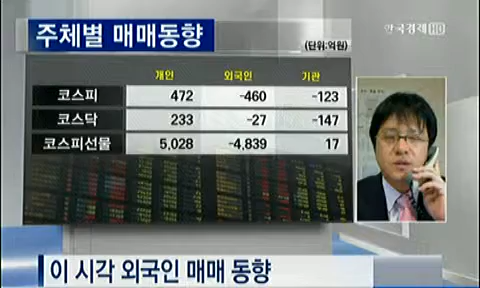 주체별 매매동향
한국경제 HD
(단위:억원)
개인 외국인 기관
코스피 472 -460 -123
코스닥 233 -27 -147
코스피선물 5,028 -4,839 17
이 시각 외국인 매매 동향